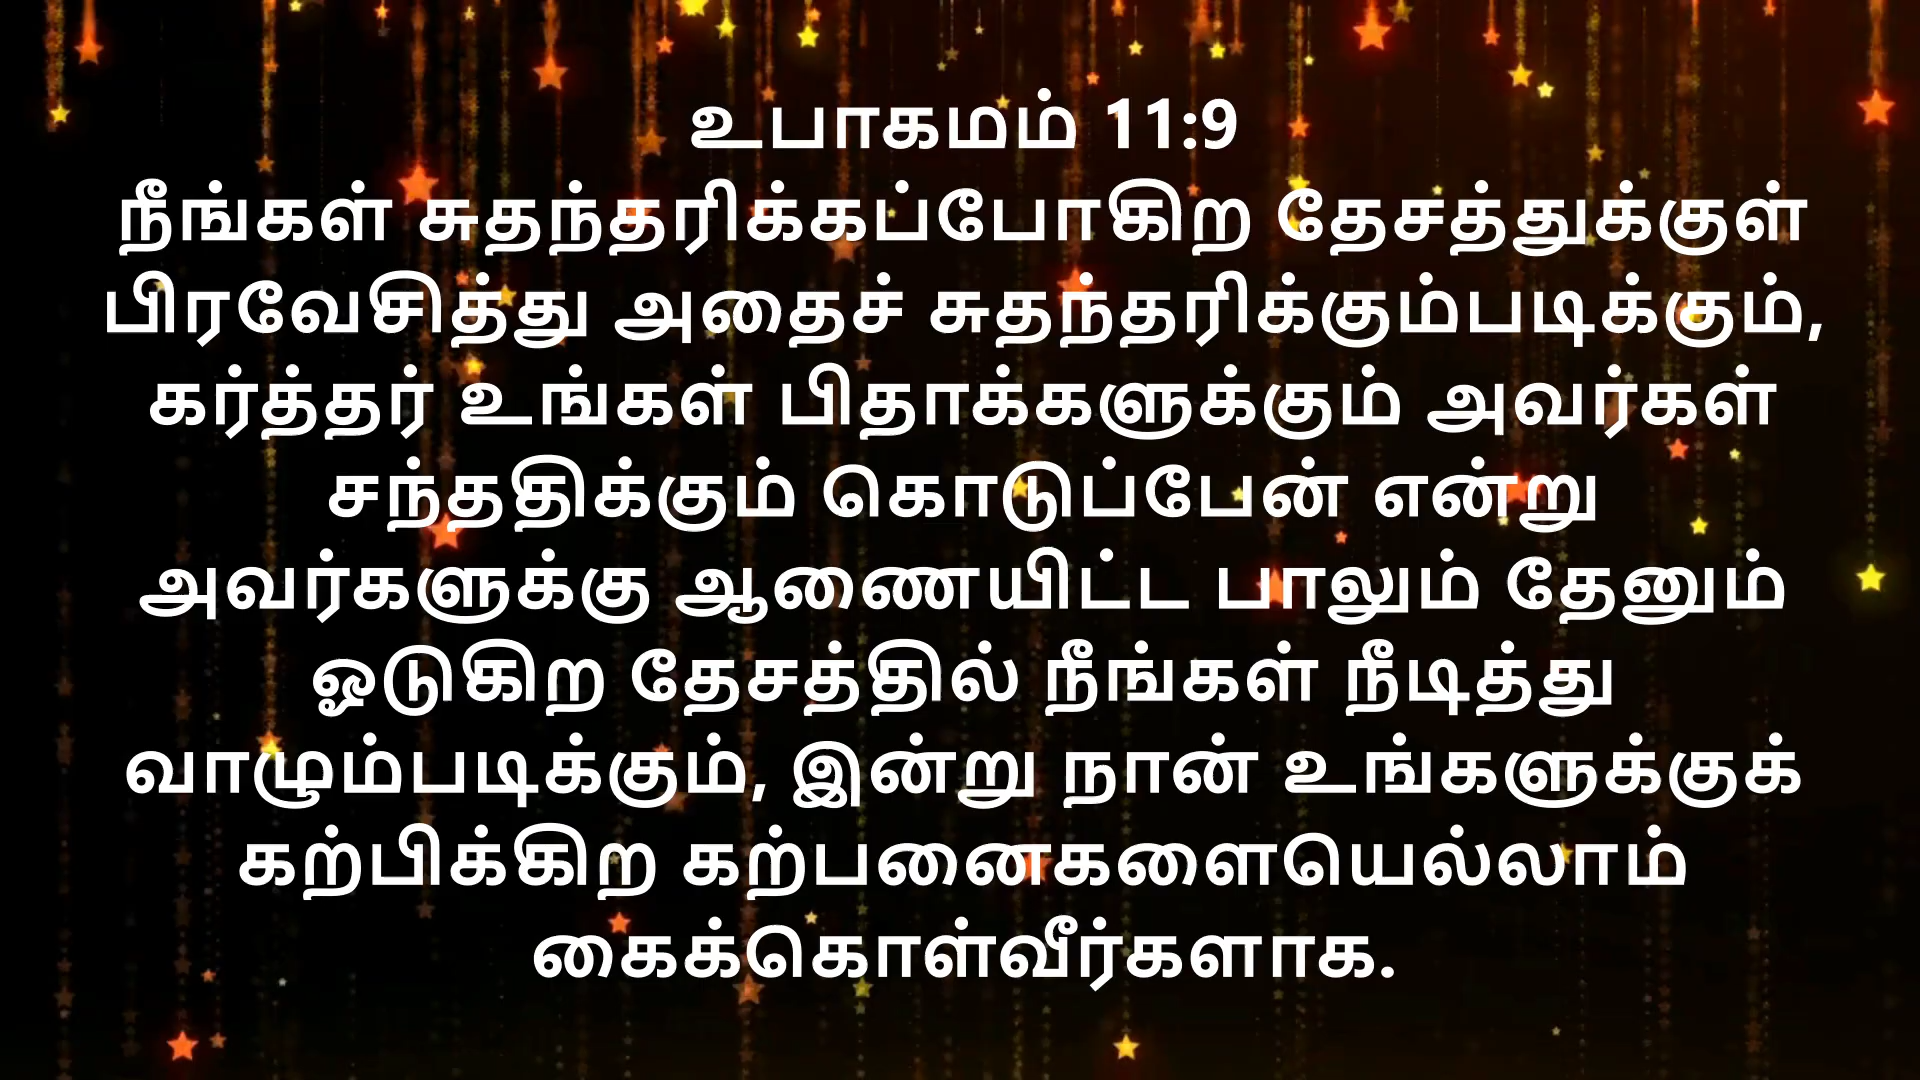 உபாகமம் 11:9
நீங்கள் சுதந்தரிக்கப்போகிற தேசத்துக்குள்
பிரவேசித்து அதைச் சுதந்தரிக்கும்படிக்கும்,
கர்த்தர் உங்கள் பிதாக்களுக்கும் அவர்கள்
சந்ததிக்கும் கொடுப்பேன் என்று
அவர்களுக்கு ஆணையிட்ட பாலும் தேனும்
ஓடுகிற தேசத்தில் நீங்கள் நீடித்து
வாழும்படிக்கும், இன்று நான் உங்களுக்குக்
கற்பிக்கிற கற்பனைகளையெல்லாம்
கைக்கொள்வீர்களாக.